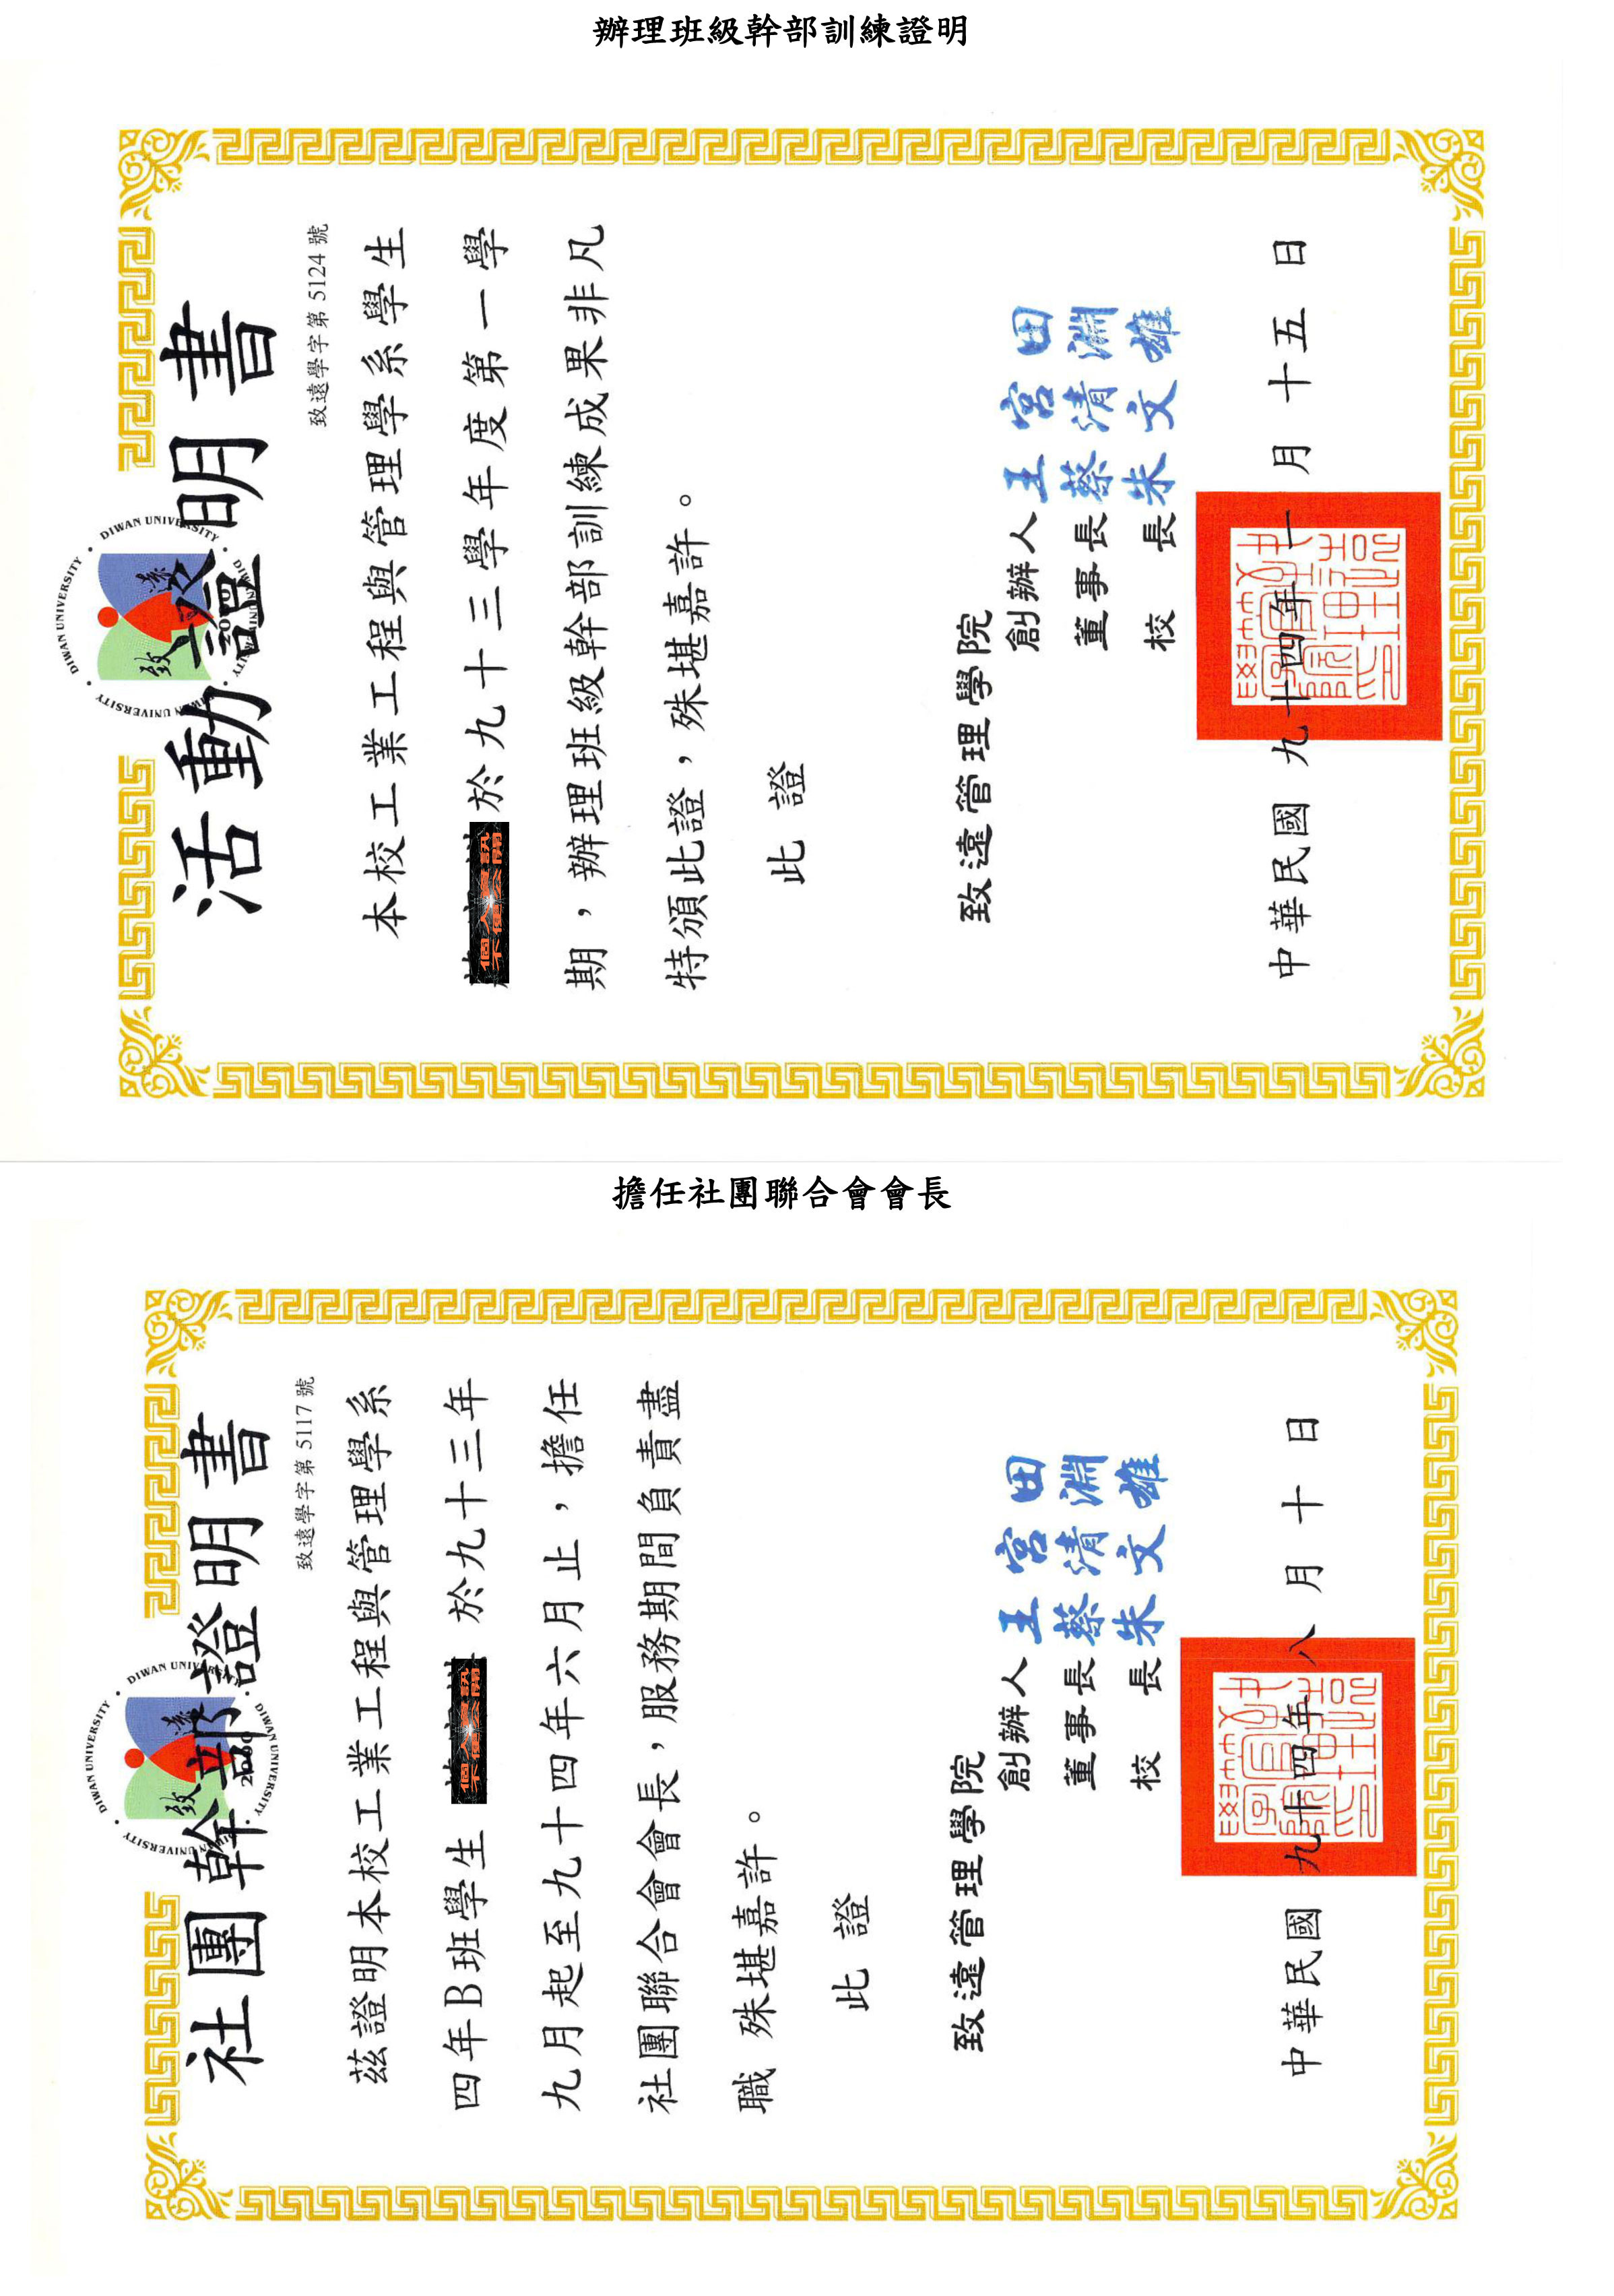 辦理班級幹部訓練證明
活動證明書
致遠學字第 5124 號
本校工業工程與管理學系學生
於九十三學年度第一學
期，辦理班級幹部訓練成果非凡
特頒此證，殊堪嘉許。
此 證
致遠管理學院
創辦人 王宮田
董事長 蔡清淵
校 長 朱文雄
中華民國 九十四年 一 月 十五 日
DIWAN UNIVERSITY
致遠
2000
擔任社團聯合會會長
社團幹部證明書
致遠學字第 5117 號
茲證明本校工業工程與管理學系
四年B班學生 於九十三年
九月起至九十四年六月止，擔任
社團聯合會會長，服務期間負責盡
職 殊堪嘉許。
此 證
致遠管理學院
創辦人 王宮田
董事長 蔡清淵
校 長 朱文雄
中華民國 九十四年 八 月 十 日
DIWAN UNIVERSITY
致遠
2000